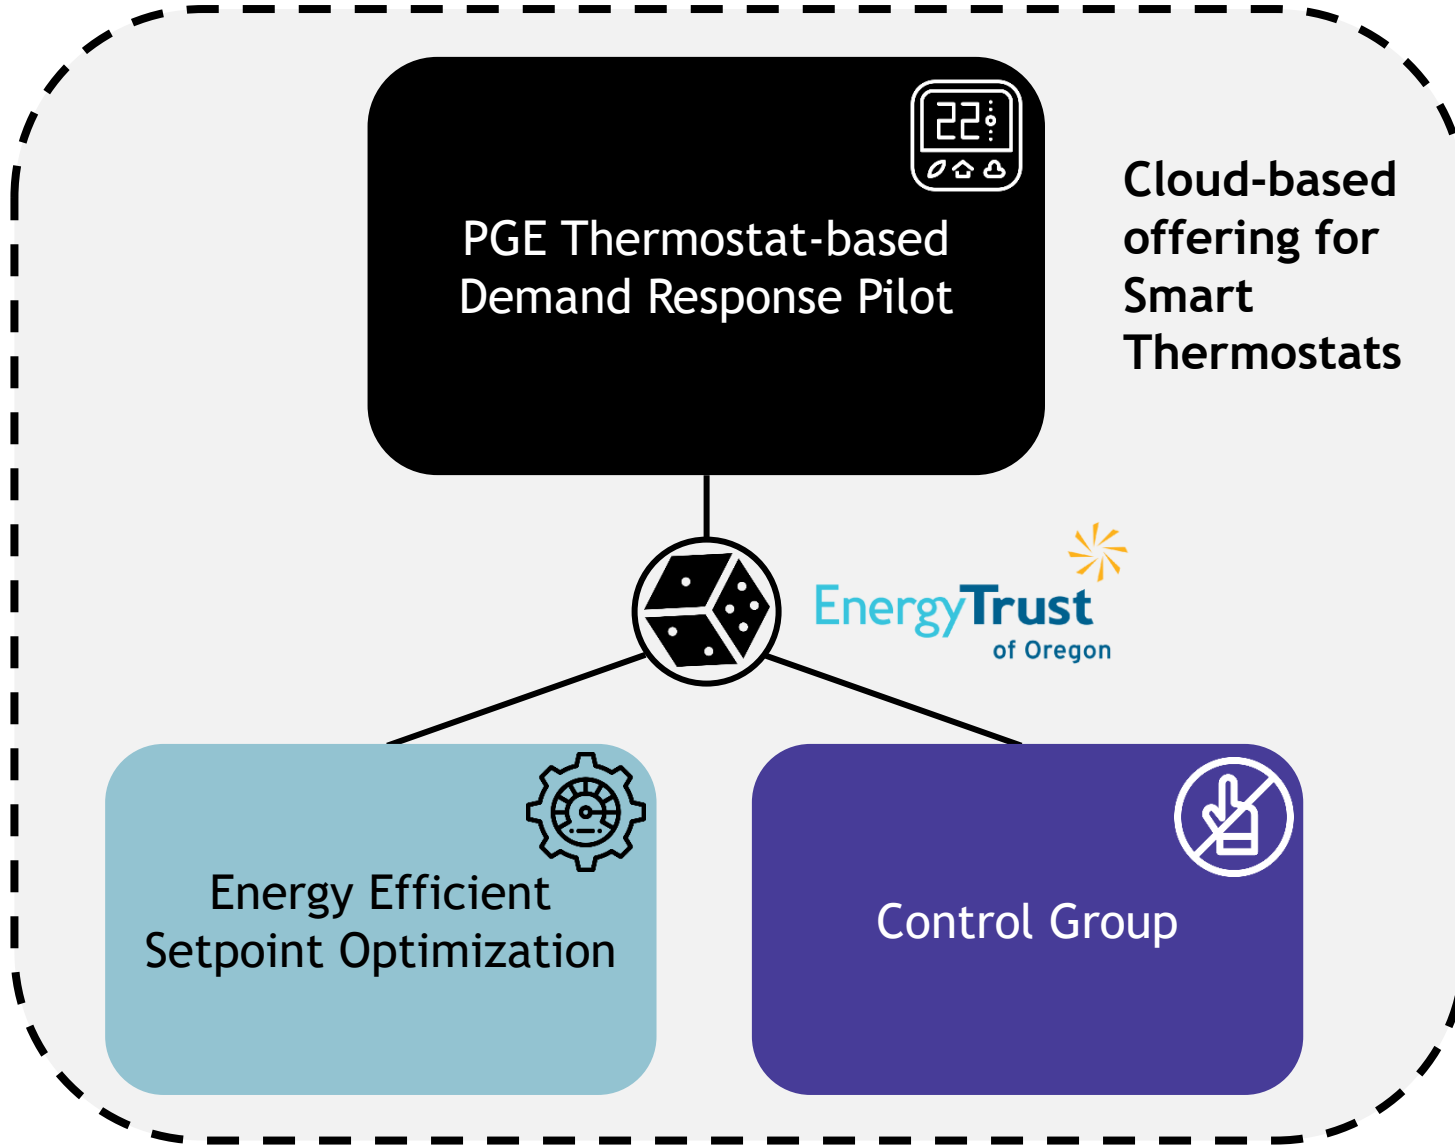 22
PGE Thermostat-based
Demand Response Pilot
Cloud-based
offering for
Smart
Thermostats
EnergyTrust
of Oregon
Energy Efficient
Setpoint Optimization
Control Group